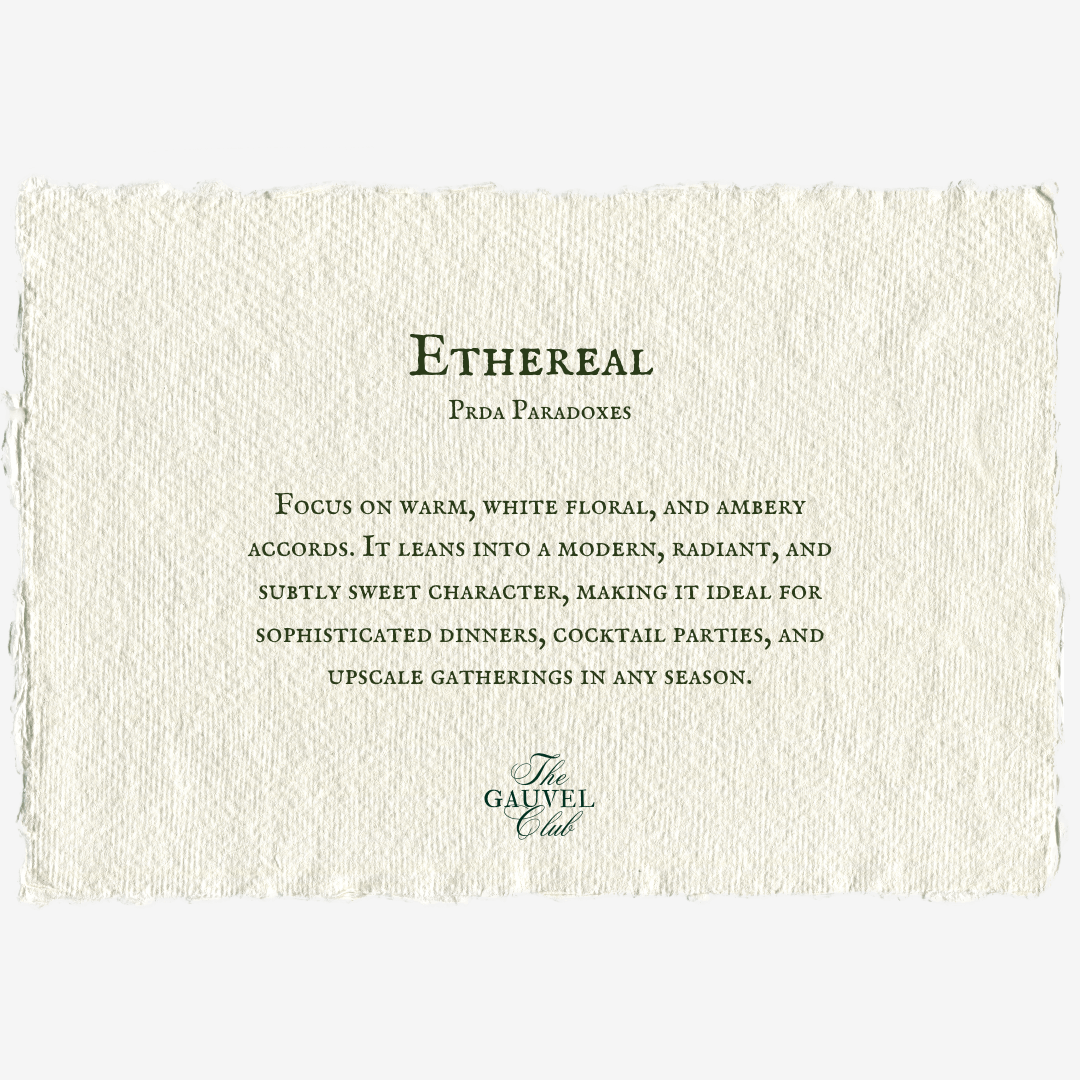 Ethereal
Prda Paradoxes
Focus on warm, white floral, and ambery
accords. It leans into a modern, radiant, and
subtly sweet character, making it ideal for
sophisticated dinners, cocktail parties, and
upscale gatherings in any season.
The
GAUVEL
Club